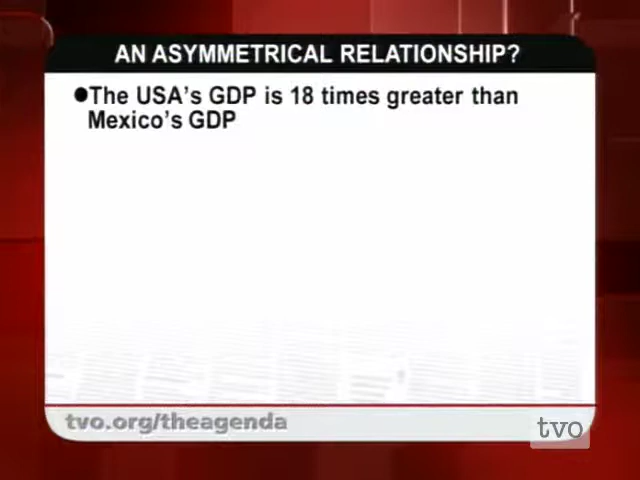 AN ASYMMETRICAL RELATIONSHIP?
●The USA's GDP is 18 times greater than
Mexico's GDP
tvo.org/theagenda
tvo